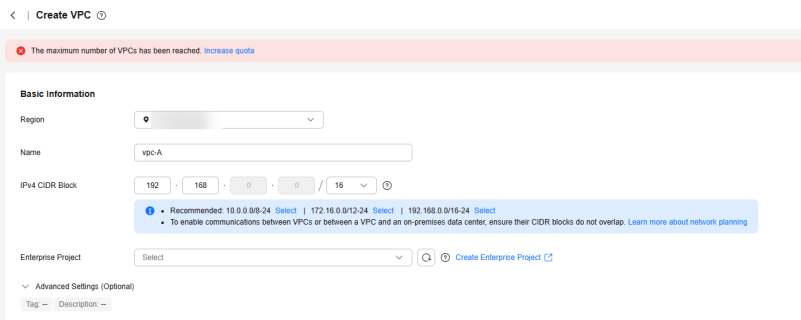 Create VPC
The maximum number of VPCs has been reached. Increase quota
Basic Information
Region
Name vpc-A
IPv4 CIDR Block 192 . 168 . 0 . 0 / 16
Recommended: 10.0.0.0/8-24 Select | 172.16.0.0/12-24 Select | 192.168.0.0/16-24 Select
To enable communications between VPCs or between a VPC and an on-premises data center, ensure their CIDR blocks do not overlap. Learn more about network planning
Enterprise Project Select Create Enterprise Project
Advanced Settings (Optional)
Tag: -- Description: --